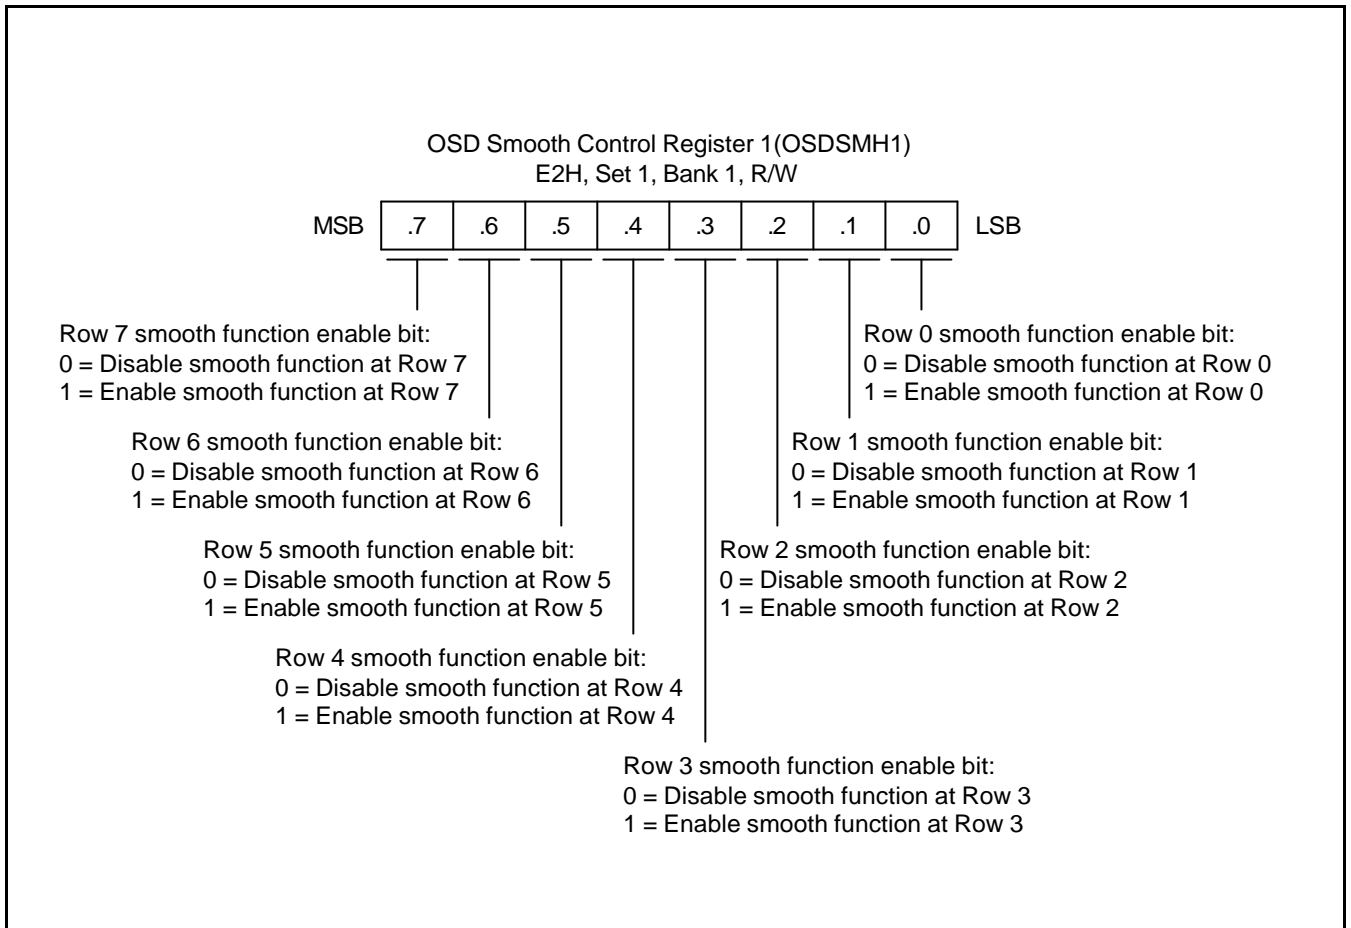 OSD Smooth Control Register 1(OSDSMH1)
E2H, Set 1, Bank 1, R/W
MSB .7 .6 .5 .4 .3 .2 .1 .0 LSB
Row 7 smooth function enable bit:
0 = Disable smooth function at Row 7
1 = Enable smooth function at Row 7
Row 0 smooth function enable bit:
0 = Disable smooth function at Row 0
1 = Enable smooth function at Row 0
Row 6 smooth function enable bit:
0 = Disable smooth function at Row 6
1 = Enable smooth function at Row 6
Row 1 smooth function enable bit:
0 = Disable smooth function at Row 1
1 = Enable smooth function at Row 1
Row 5 smooth function enable bit:
0 = Disable smooth function at Row 5
1 = Enable smooth function at Row 5
Row 2 smooth function enable bit:
0 = Disable smooth function at Row 2
1 = Enable smooth function at Row 2
Row 4 smooth function enable bit:
0 = Disable smooth function at Row 4
1 = Enable smooth function at Row 4
Row 3 smooth function enable bit:
0 = Disable smooth function at Row 3
1 = Enable smooth function at Row 3